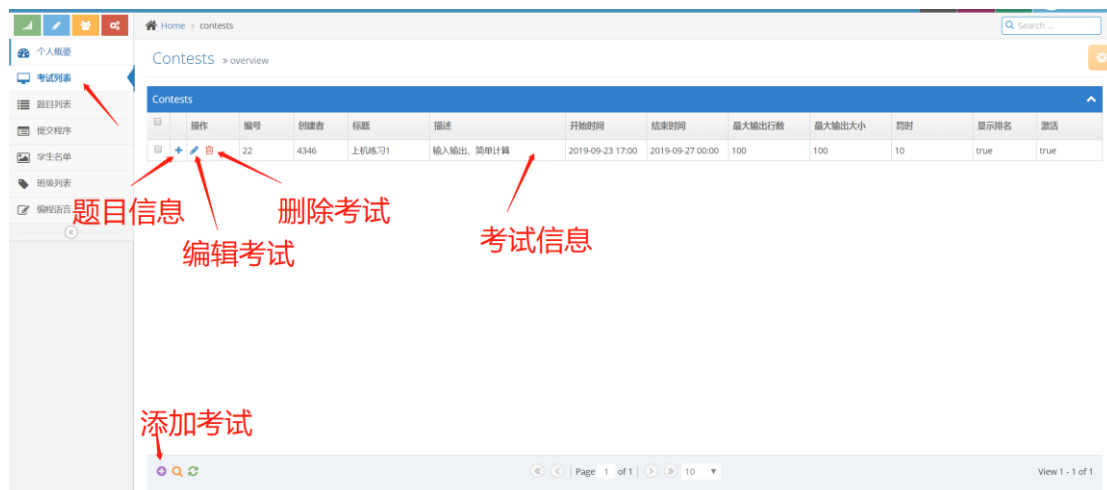 Home » contests
Search ...
个人概要
Contests » overview
考试列表
题目列表
提交程序
学生名单
班级列表
编程语言
Contests
操作 编号 创建者 标题 描述 开始时间 结束时间 最大输出行数 最大输出大小 罚时 显示排名 激活
22 4346 上机练习1 输入输出、简单计算 2019-09-23 17:00 2019-09-27 00:00 100 100 10 true true
题目信息
删除考试
编辑考试
考试信息
添加考试
Page 1 of 1 10
View 1 - 1 of 1